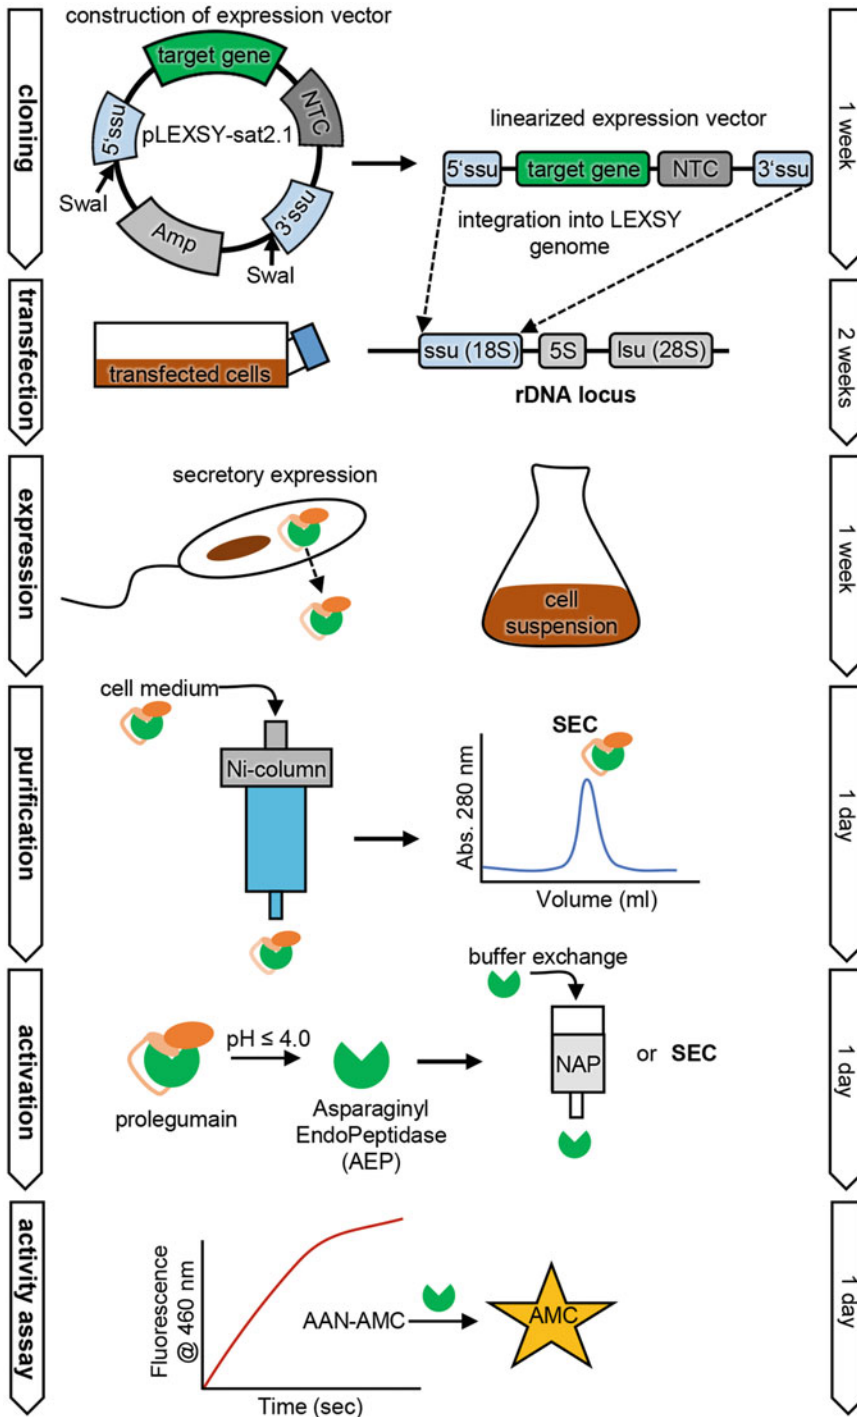 construction of expression vector
cloning
target gene
5'ssu
NTC
pLEXSY-sat2.1
SwaI
Amp
3'ssu
SwaI
linearized expression vector
5'ssu
target gene
NTC
3'ssu
integration into LEXSY
genome
1 week
transfection
transfected cells
ssu (18S)
5S
lsu (28S)
rDNA locus
2 weeks
expression
secretory expression
cell
suspension
1 week
purification
cell medium
Ni-column
SEC
Abs. 280 nm
Volume (ml)
1 day
activation
buffer exchange
pH ≤ 4.0
prolegumain
Asparaginyl
EndoPeptidase
(AEP)
NAP
or SEC
1 day
activity assay
Fluorescence
@ 460 nm
Time (sec)
AAN-AMC
AMC
1 day